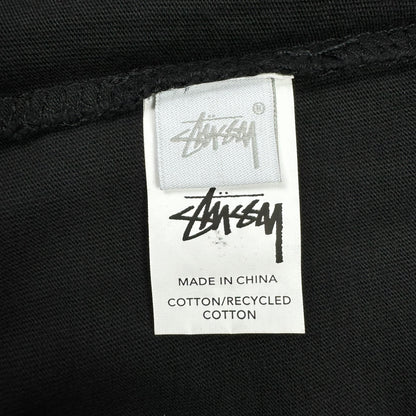 Stüssy ®
Stüssy
MADE IN CHINA
COTTON/RECYCLED
COTTON